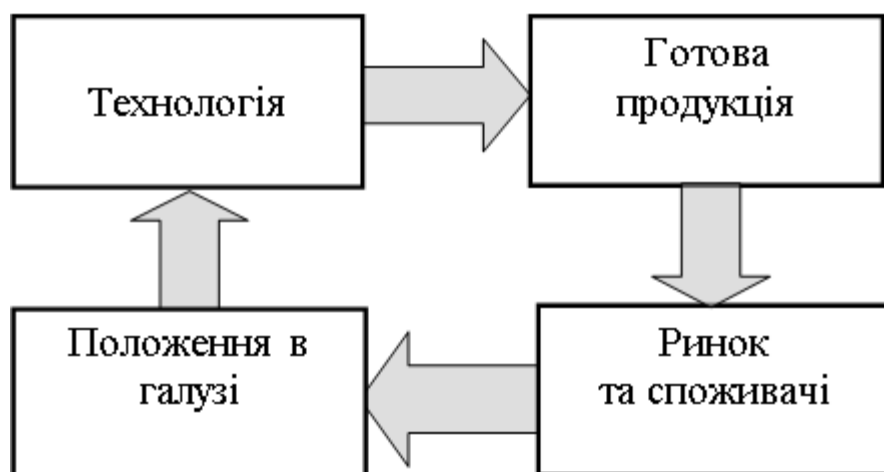 Технологія
Готова
продукція
Положення в
галузі
Ринок
та споживачі